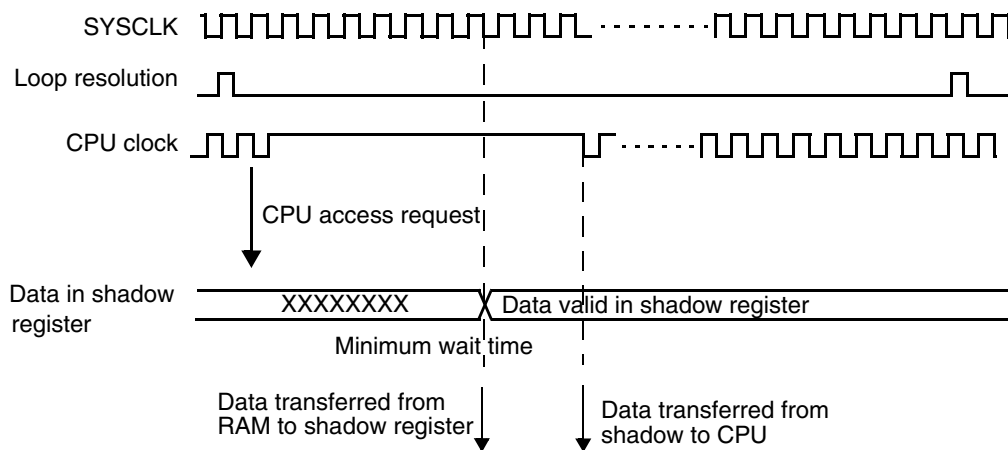 SYSCLK
Loop resolution
CPU clock
CPU access request
Data in shadow
register
XXXXXXXX
Data valid in shadow register
Minimum wait time
Data transferred from
RAM to shadow register
Data transferred from
shadow to CPU